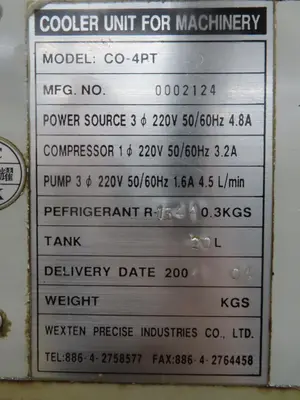 COOLER UNIT FOR MACHINERY
MODEL: CO-4PT
MFG. NO. 0002124
POWER SOURCE 3 ϕ 220V 50/60Hz 4.8A
COMPRESSOR 1 ϕ 220V 50/60Hz 3.2A
PUMP 3 ϕ 220V 50/60Hz 1.6A 4.5 L/min
PEFRIGERANT R- 0.3KGS
TANK 20L
DELIVERY DATE 200
WEIGHT KGS
WEXTEN PRECISE INDUSTRIES CO., LTD.
TEL:886-4-2758577 FAX:886-4-2764458